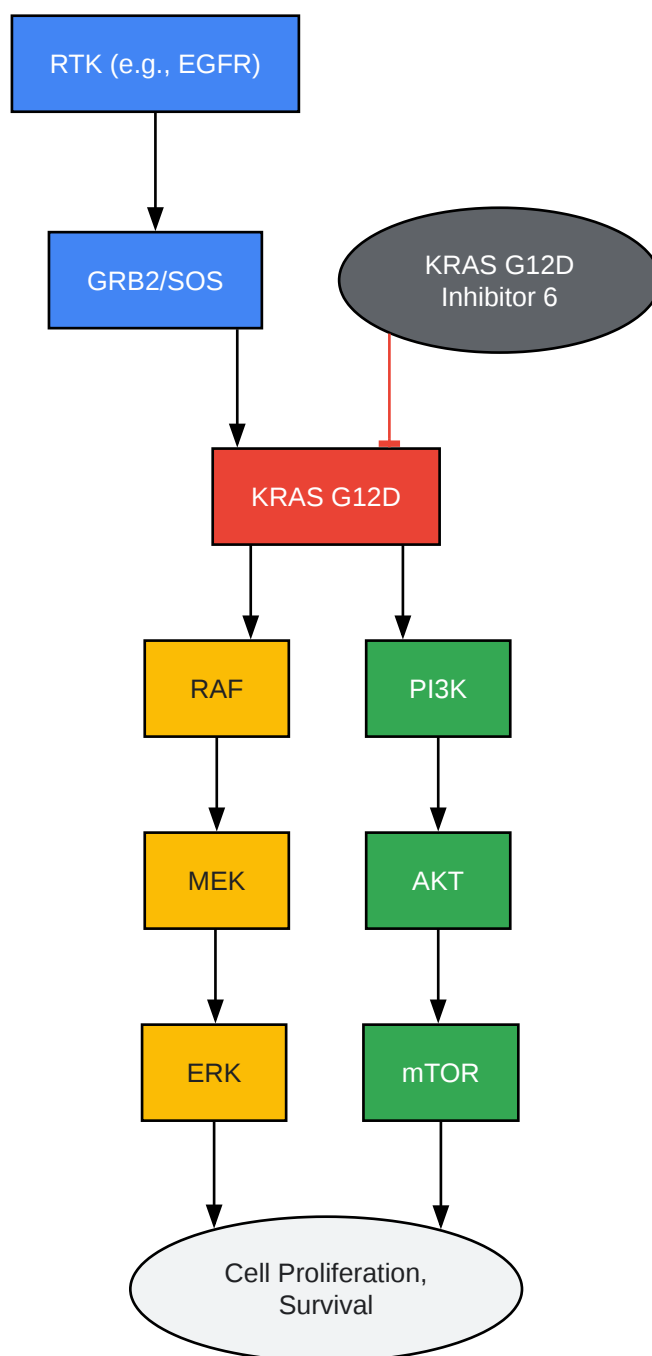 RTK (e.g., EGFR)
GRB2/SOS
KRAS G12D
Inhibitor 6
KRAS G12D
RAF
PI3K
MEK
AKT
ERK
mTOR
Cell Proliferation,
Survival